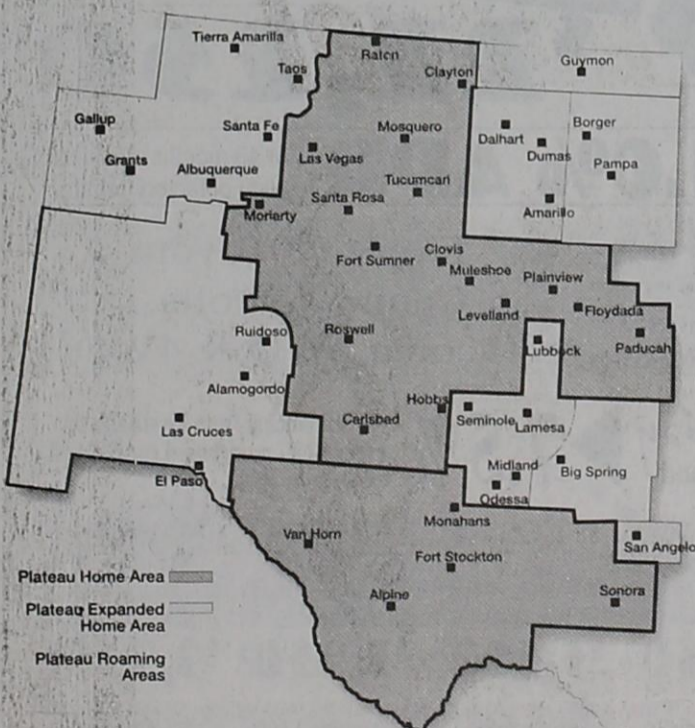 Tierra Amarilla
Raton
Taos
Clayton
Guymon
Gallup
Santa Fe
Mosquero
Dalhart
Borger
Dumas
Las Vegas
Grants
Albuquerque
Pampa
Tucumcari
Santa Rosa
Moriarty
Amarillo
Clovis
Fort Sumner
Muleshoe
Plainview
Levelland
Floydada
Ruidoso
Roswell
Lubbock
Paducah
Alamogordo
Hobbs
Carlsbad
Seminole
Lamesa
Las Cruces
Midland
Big Spring
El Paso
Odessa
Monahans
Van Horn
San Angelo
Fort Stockton
Plateau Home Area
Alpine
Sonora
Plateau Expanded
Home Area
Plateau Roaming
Areas